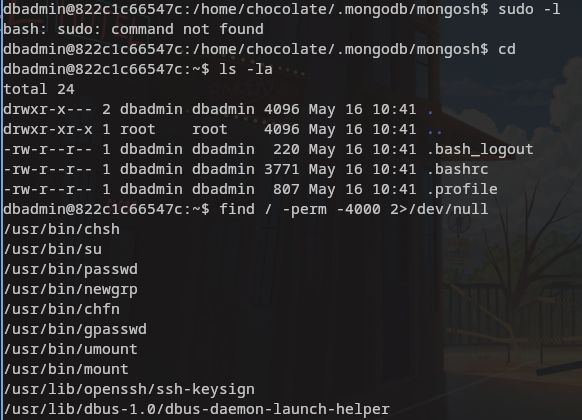 dbadmin@822c1c66547c:/home/chocolate/.mongodb/mongosh$ sudo -l
bash: sudo: command not found
dbadmin@822c1c66547c:/home/chocolate/.mongodb/mongosh$ cd
dbadmin@822c1c66547c:~$ ls -la
total 24
drwxr-x--- 2 dbadmin dbadmin 4096 May 16 10:41 .
drwxr-xr-x 1 root    root    4096 May 16 10:41 ..
-rw-r--r-- 1 dbadmin dbadmin  220 May 16 10:41 .bash_logout
-rw-r--r-- 1 dbadmin dbadmin 3771 May 16 10:41 .bashrc
-rw-r--r-- 1 dbadmin dbadmin  807 May 16 10:41 .profile
dbadmin@822c1c66547c:~$ find / -perm -4000 2>/dev/null
/usr/bin/chsh
/usr/bin/su
/usr/bin/passwd
/usr/bin/newgrp
/usr/bin/chfn
/usr/bin/gpasswd
/usr/bin/umount
/usr/bin/mount
/usr/lib/openssh/ssh-keysign
/usr/lib/dbus-1.0/dbus-daemon-launch-helper